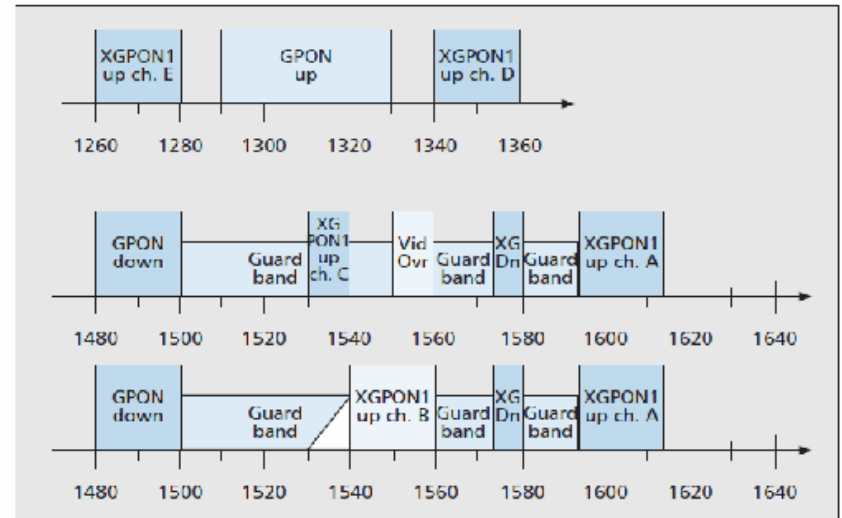 XGPON1 GPON XGPON1
up ch. E up up ch. D
1260 1280 1300 1320 1340 1360
XG
GPON PON1 Vid XG XGPON1
down Guard up Ovr Guard Dn Guard up ch. A
band ch. C band band
1480 1500 1520 1540 1560 1580 1600 1620 1640
GPON XGPON1 XG XGPON1
down Guard up ch. B Guard Dn Guard up ch. A
band band band
1480 1500 1520 1540 1560 1580 1600 1620 1640